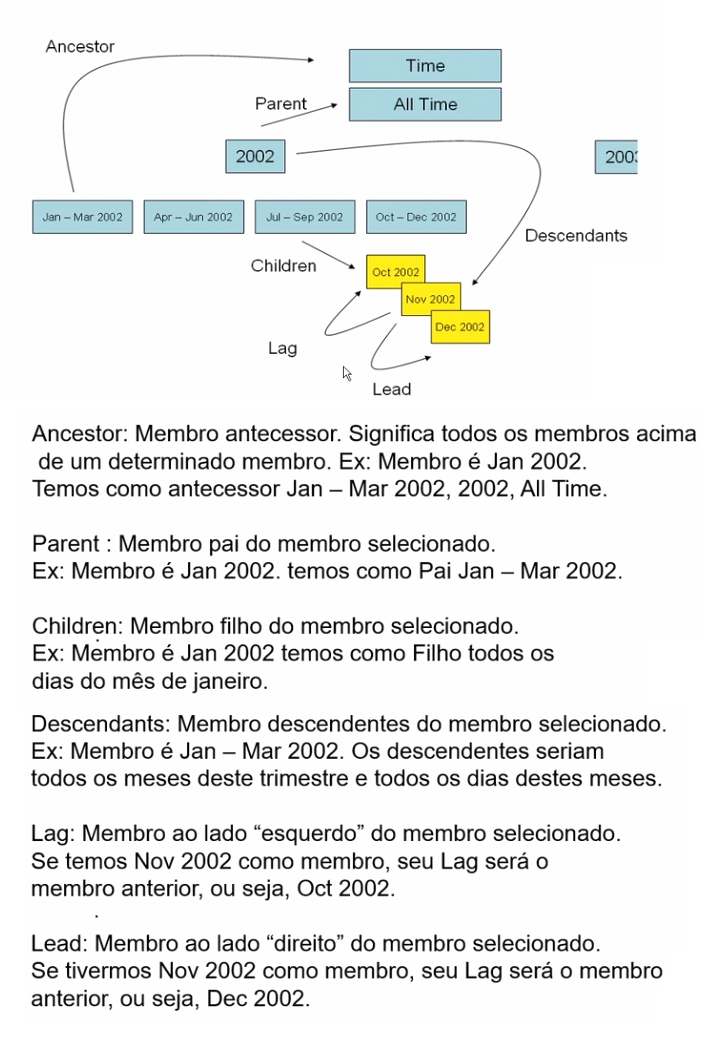 Ancestor
Time
Parent
All Time
2002
Jan – Mar 2002
Apr – Jun 2002
Jul – Sep 2002
Oct – Dec 2002
Descendants
Children
Oct 2002
Nov 2002
Dec 2002
Lag
Lead
Ancestor: Membro antecessor. Significa todos os membros acima
de um determinado membro. Ex: Membro é Jan 2002.
Temos como antecessor Jan – Mar 2002, 2002, All Time.
Parent : Membro pai do membro selecionado.
Ex: Membro é Jan 2002. temos como Pai Jan – Mar 2002.
Children: Membro filho do membro selecionado.
Ex: Membro é Jan 2002 temos como Filho todos os
dias do mês de janeiro.
Descendants: Membro descendentes do membro selecionado.
Ex: Membro é Jan – Mar 2002. Os descendentes seriam
todos os meses deste trimestre e todos os dias destes meses.
Lag: Membro ao lado “esquerdo” do membro selecionado.
Se temos Nov 2002 como membro, seu Lag será o
membro anterior, ou seja, Oct 2002.
Lead: Membro ao lado “direito” do membro selecionado.
Se tivermos Nov 2002 como membro, seu Lag será o membro
anterior, ou seja, Dec 2002.